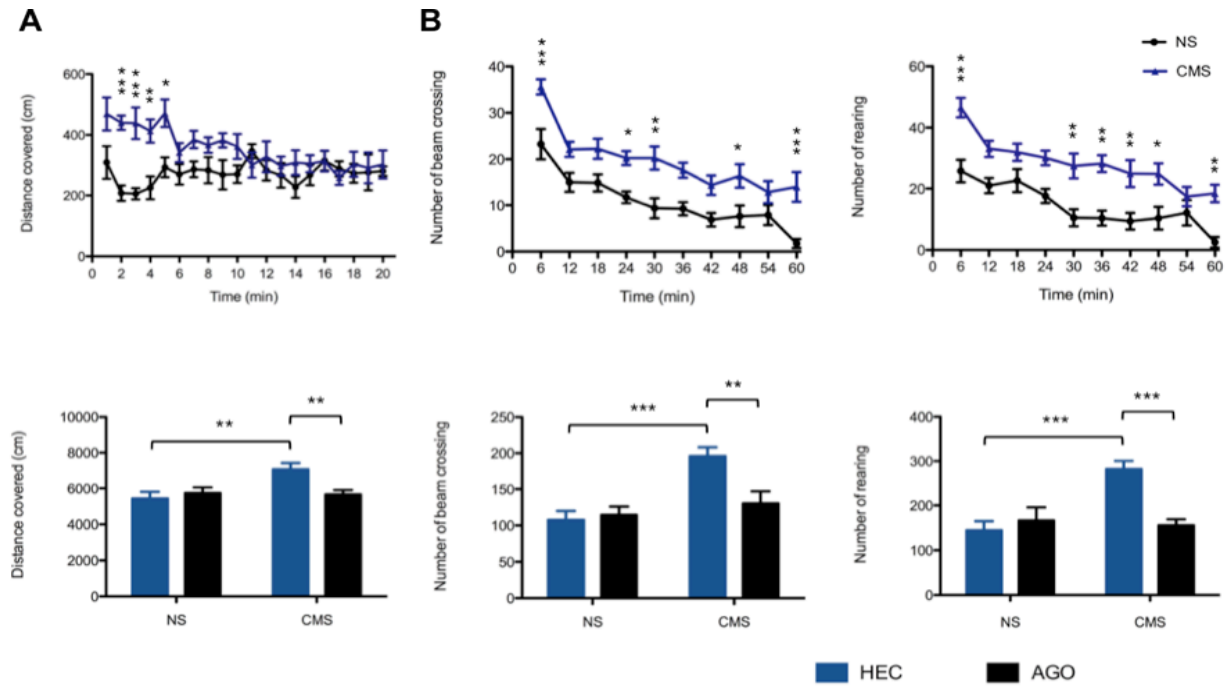 A
B
NS
CMS
***
***
**
*
600
400
200
0
Distance covered (cm)
0 2 4 6 8 10 12 14 16 18 20
Time (min)
***
*
**
*
***
40
30
20
10
0
Number of beam crossing
0 6 12 18 24 30 36 42 48 54 60
Time (min)
***
**
**
**
*
**
60
40
20
0
Number of rearing
0 6 12 18 24 30 36 42 48 54 60
Time (min)
**
**
10000
8000
6000
4000
2000
0
Distance covered (cm)
NS CMS
***
**
250
200
150
100
50
0
Number of beam crossing
NS CMS
***
***
400
300
200
100
0
Number of rearing
NS CMS
HEC AGO